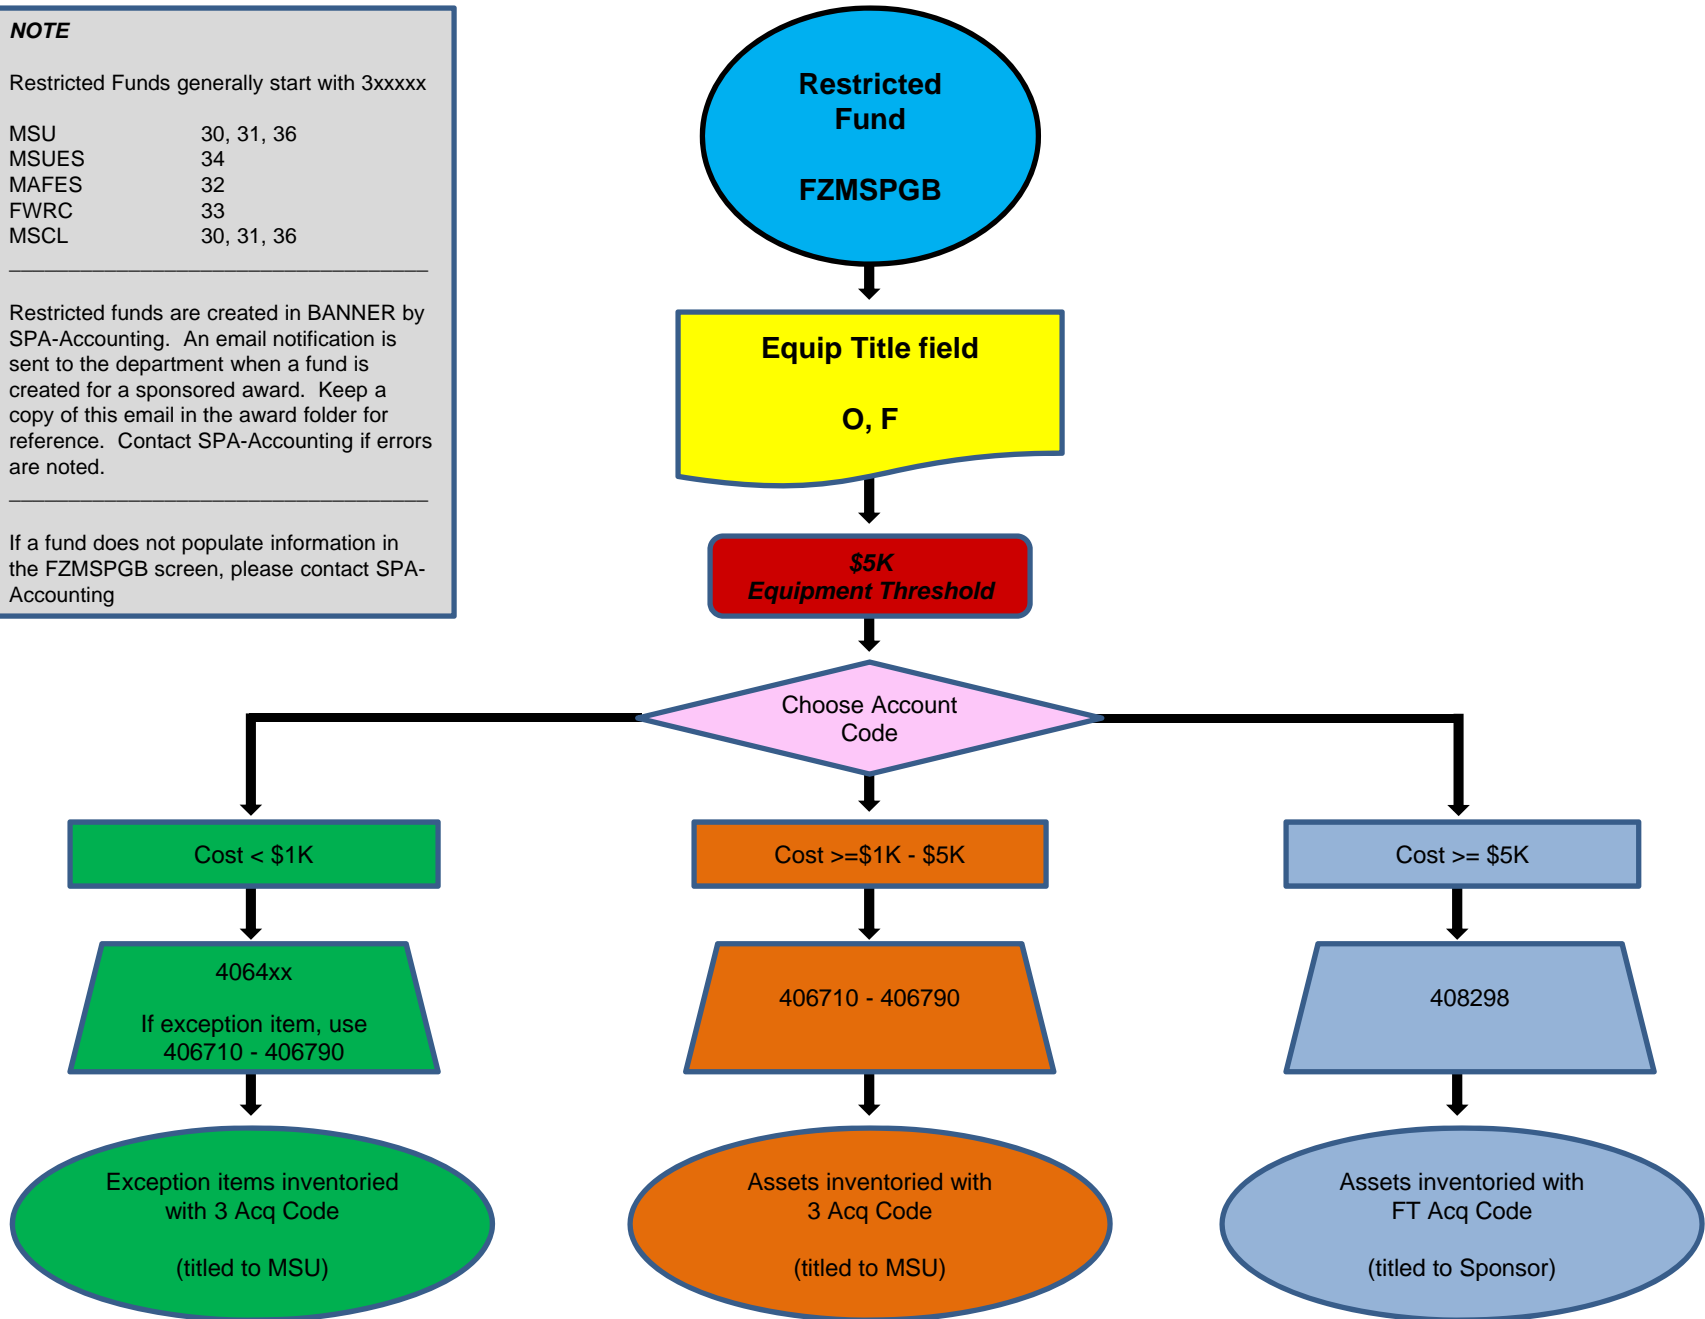 NOTE
Restricted Funds generally start with 3xxxxx
MSU 30, 31, 36
MSUES 34
MAFES 32
FWRC 33
MSCL 30, 31, 36
Restricted funds are created in BANNER by
SPA-Accounting. An email notification is
sent to the department when a fund is
created for a sponsored award. Keep a
copy of this email in the award folder for
reference. Contact SPA-Accounting if errors
are noted.
If a fund does not populate information in
the FZMSPGB screen, please contact SPA-
Accounting
Restricted
Fund
FZMSPGB
Equip Title field
O, F
$5K
Equipment Threshold
Choose Account
Code
Cost < $1K
Cost >=$1K - $5K
Cost >= $5K
4064xx
If exception item, use
406710 - 406790
406710 - 406790
408298
Exception items inventoried
with 3 Acq Code
(titled to MSU)
Assets inventoried with
3 Acq Code
(titled to MSU)
Assets inventoried with
FT Acq Code
(titled to Sponsor)